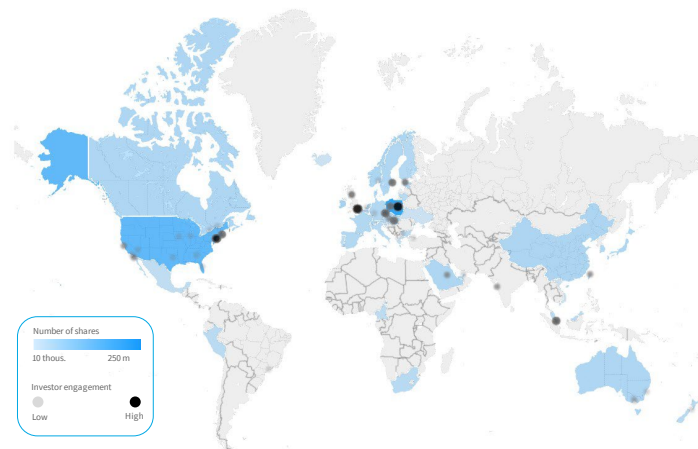 Number of shares
10 thous. 250 m
Investor engagement
Low High